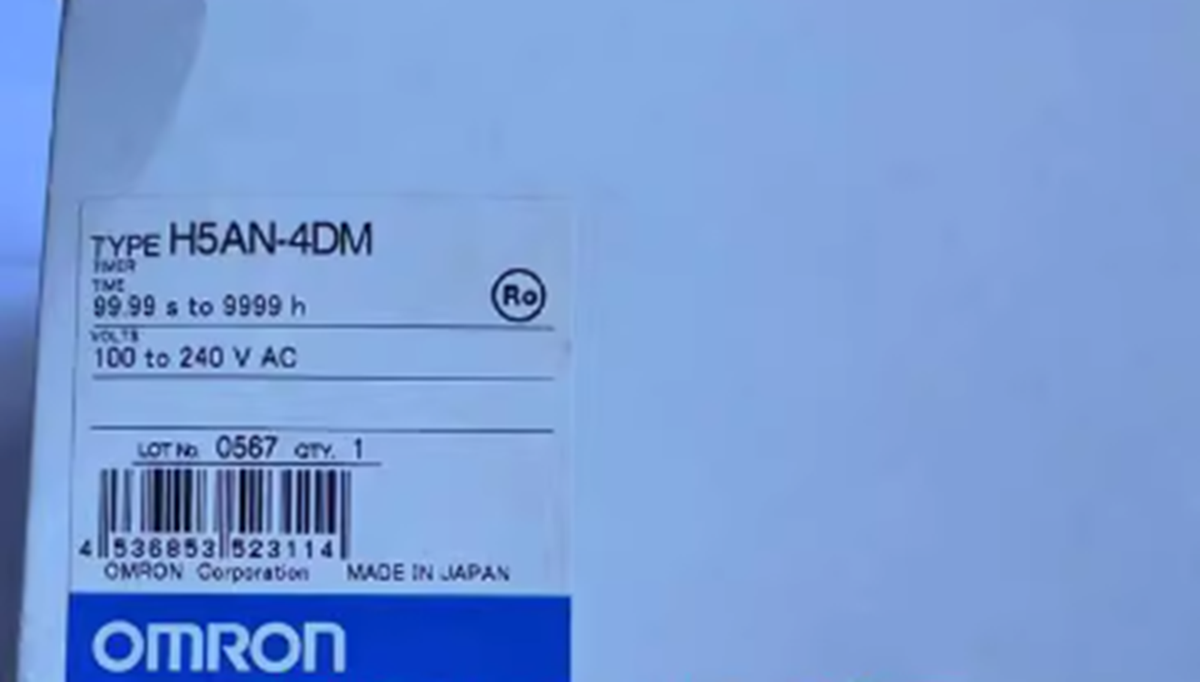 TYPE H5AN-4DM
TIMER
TIME
99.99 s to 9999 h
Ro
VOLTS
100 to 240 V AC
LOT No. 0567 QTY. 1
4 536853 523114
OMRON Corporation MADE IN JAPAN
OMRON